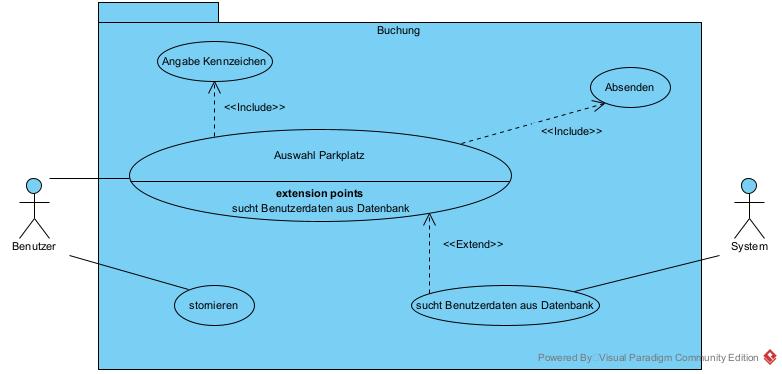 Buchung
Angabe Kennzeichen
Absenden
<<Include>>
<<Include>>
Auswahl Parkplatz
extension points
sucht Benutzerdaten aus Datenbank
Benutzer
System
<<Extend>>
stornieren
sucht Benutzerdaten aus Datenbank
Powered By Visual Paradigm Community Edition